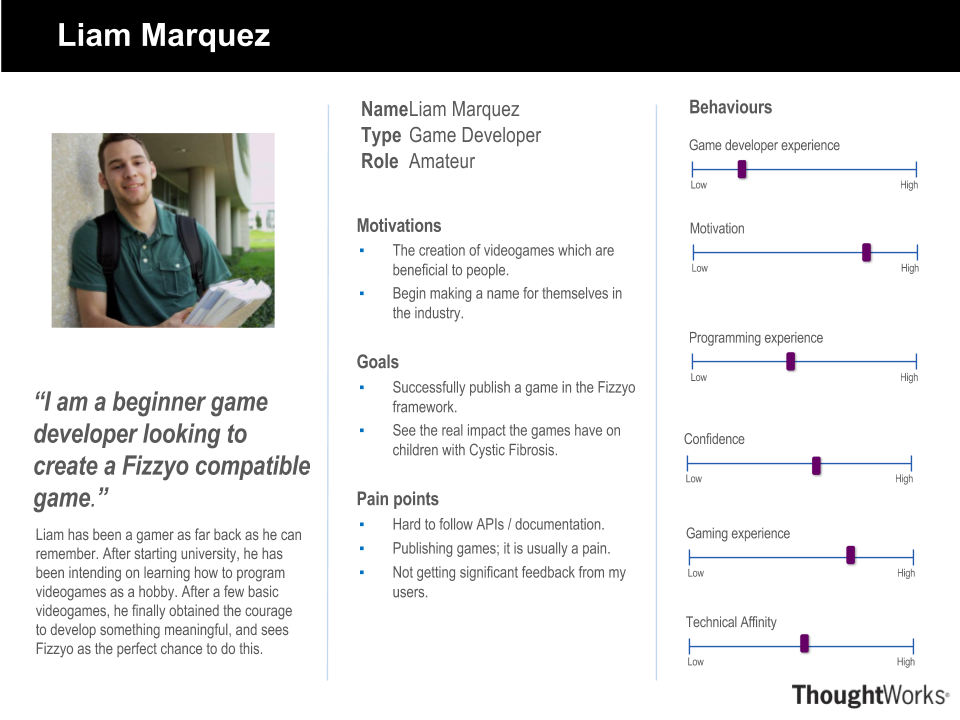 Liam Marquez
“I am a beginner game
developer looking to
create a Fizzyo compatible
game.”
Liam has been a gamer as far back as he can
remember. After starting university, he has
been intending on learning how to program
videogames as a hobby. After a few basic
videogames, he finally obtained the courage
to develop something meaningful, and sees
Fizzyo as the perfect chance to do this.
NameLiam Marquez
Type Game Developer
Role Amateur
Motivations
▪ The creation of videogames which are
beneficial to people.
▪ Begin making a name for themselves in
the industry.
Goals
▪ Successfully publish a game in the Fizzyo
framework.
▪ See the real impact the games have on
children with Cystic Fibrosis.
Pain points
▪ Hard to follow APIs / documentation.
▪ Publishing games; it is usually a pain.
▪ Not getting significant feedback from my
users.
Behaviours
Game developer experience
Low High
Motivation
Low High
Programming experience
Low High
Confidence
Low High
Gaming experience
Low High
Technical Affinity
Low High
ThoughtWorks®